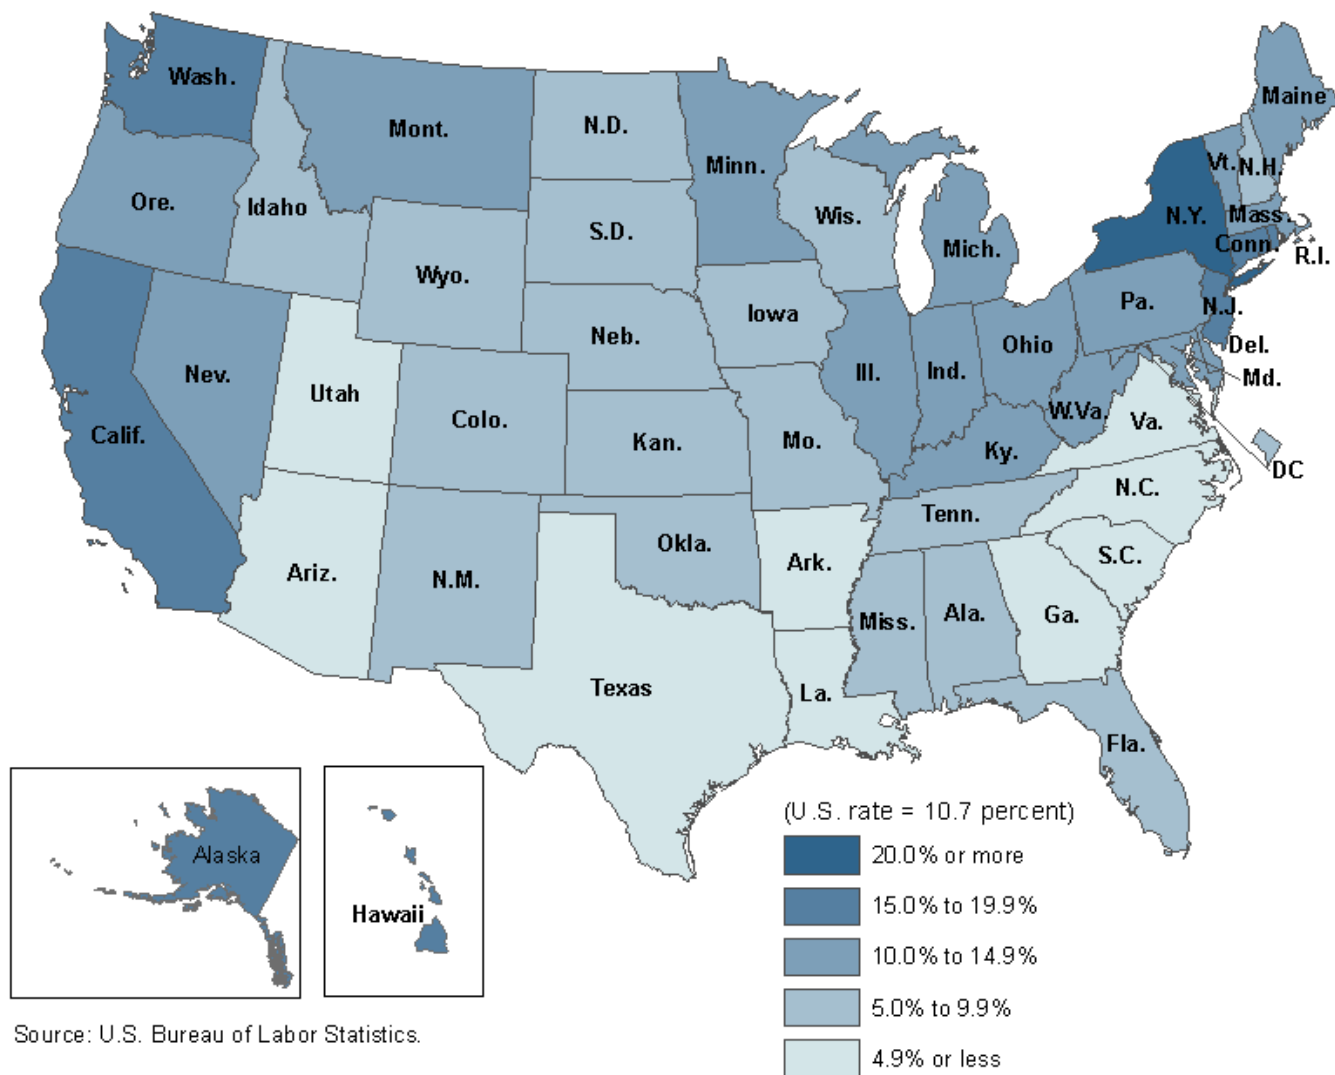 Wash.
Mont.
N.D.
Minn.
Maine
Vt.
N.H.
Ore.
Idaho
S.D.
Wis.
Mich.
N.Y.
Mass.
Conn.
R.I.
Wyo.
Iowa
Neb.
Pa.
N.J.
Nev.
Utah
Colo.
Ill.
Ind.
Ohio
Del.
Md.
Calif.
Kan.
Mo.
Ky.
W.Va.
Va.
DC
Ariz.
N.M.
Okla.
Ark.
Tenn.
N.C.
S.C.
Miss.
Ala.
Ga.
Texas
La.
Fla.
Alaska
Hawaii
(U.S. rate = 10.7 percent)
20.0% or more
15.0% to 19.9%
10.0% to 14.9%
5.0% to 9.9%
4.9% or less
Source: U.S. Bureau of Labor Statistics.